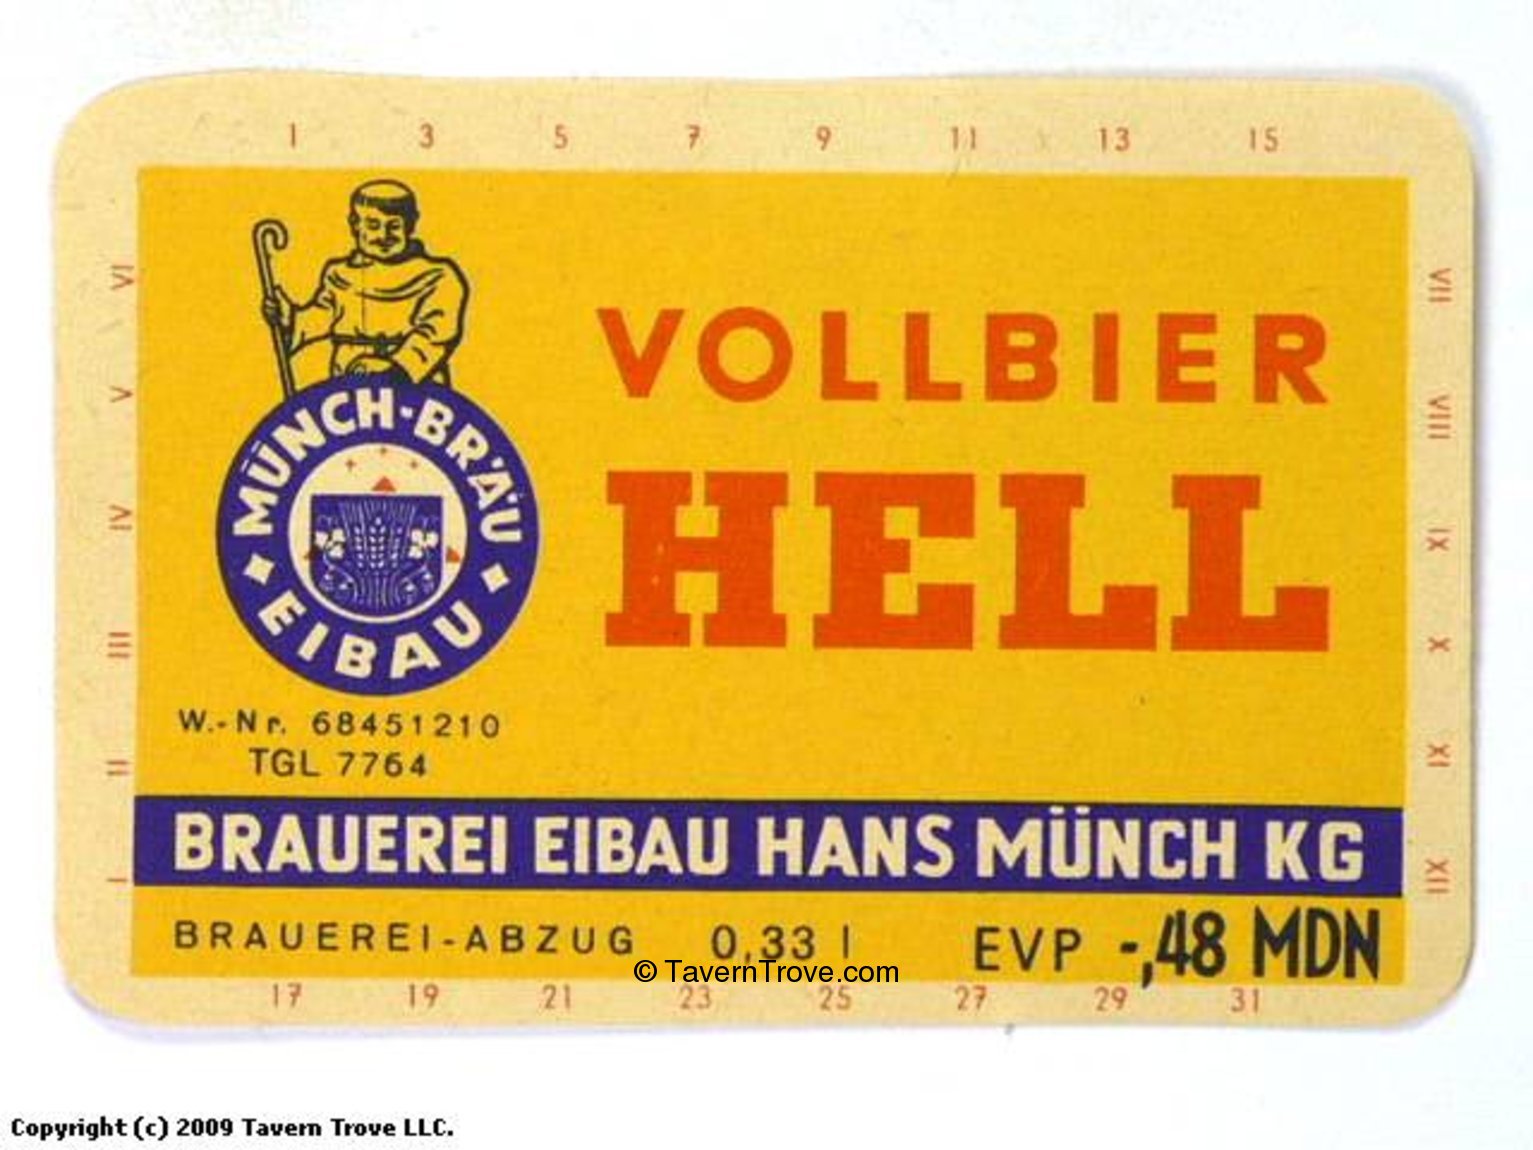 1 3 5 7 9 11 13 15
VI
V
IV
III
II
I
MÜNCH-BRÄU
EIBAU
VOLLBIER
HELL
W.-Nr. 68451210
TGL 7764
VII
VIII
IX
X
XI
XII
BRAUEREI EIBAU HANS MÜNCH KG
BRAUEREI-ABZUG 0,33 l EVP -,48 MDN
© TavernTrove.com
17 19 21 23 25 27 29 31
Copyright (c) 2009 Tavern Trove LLC.